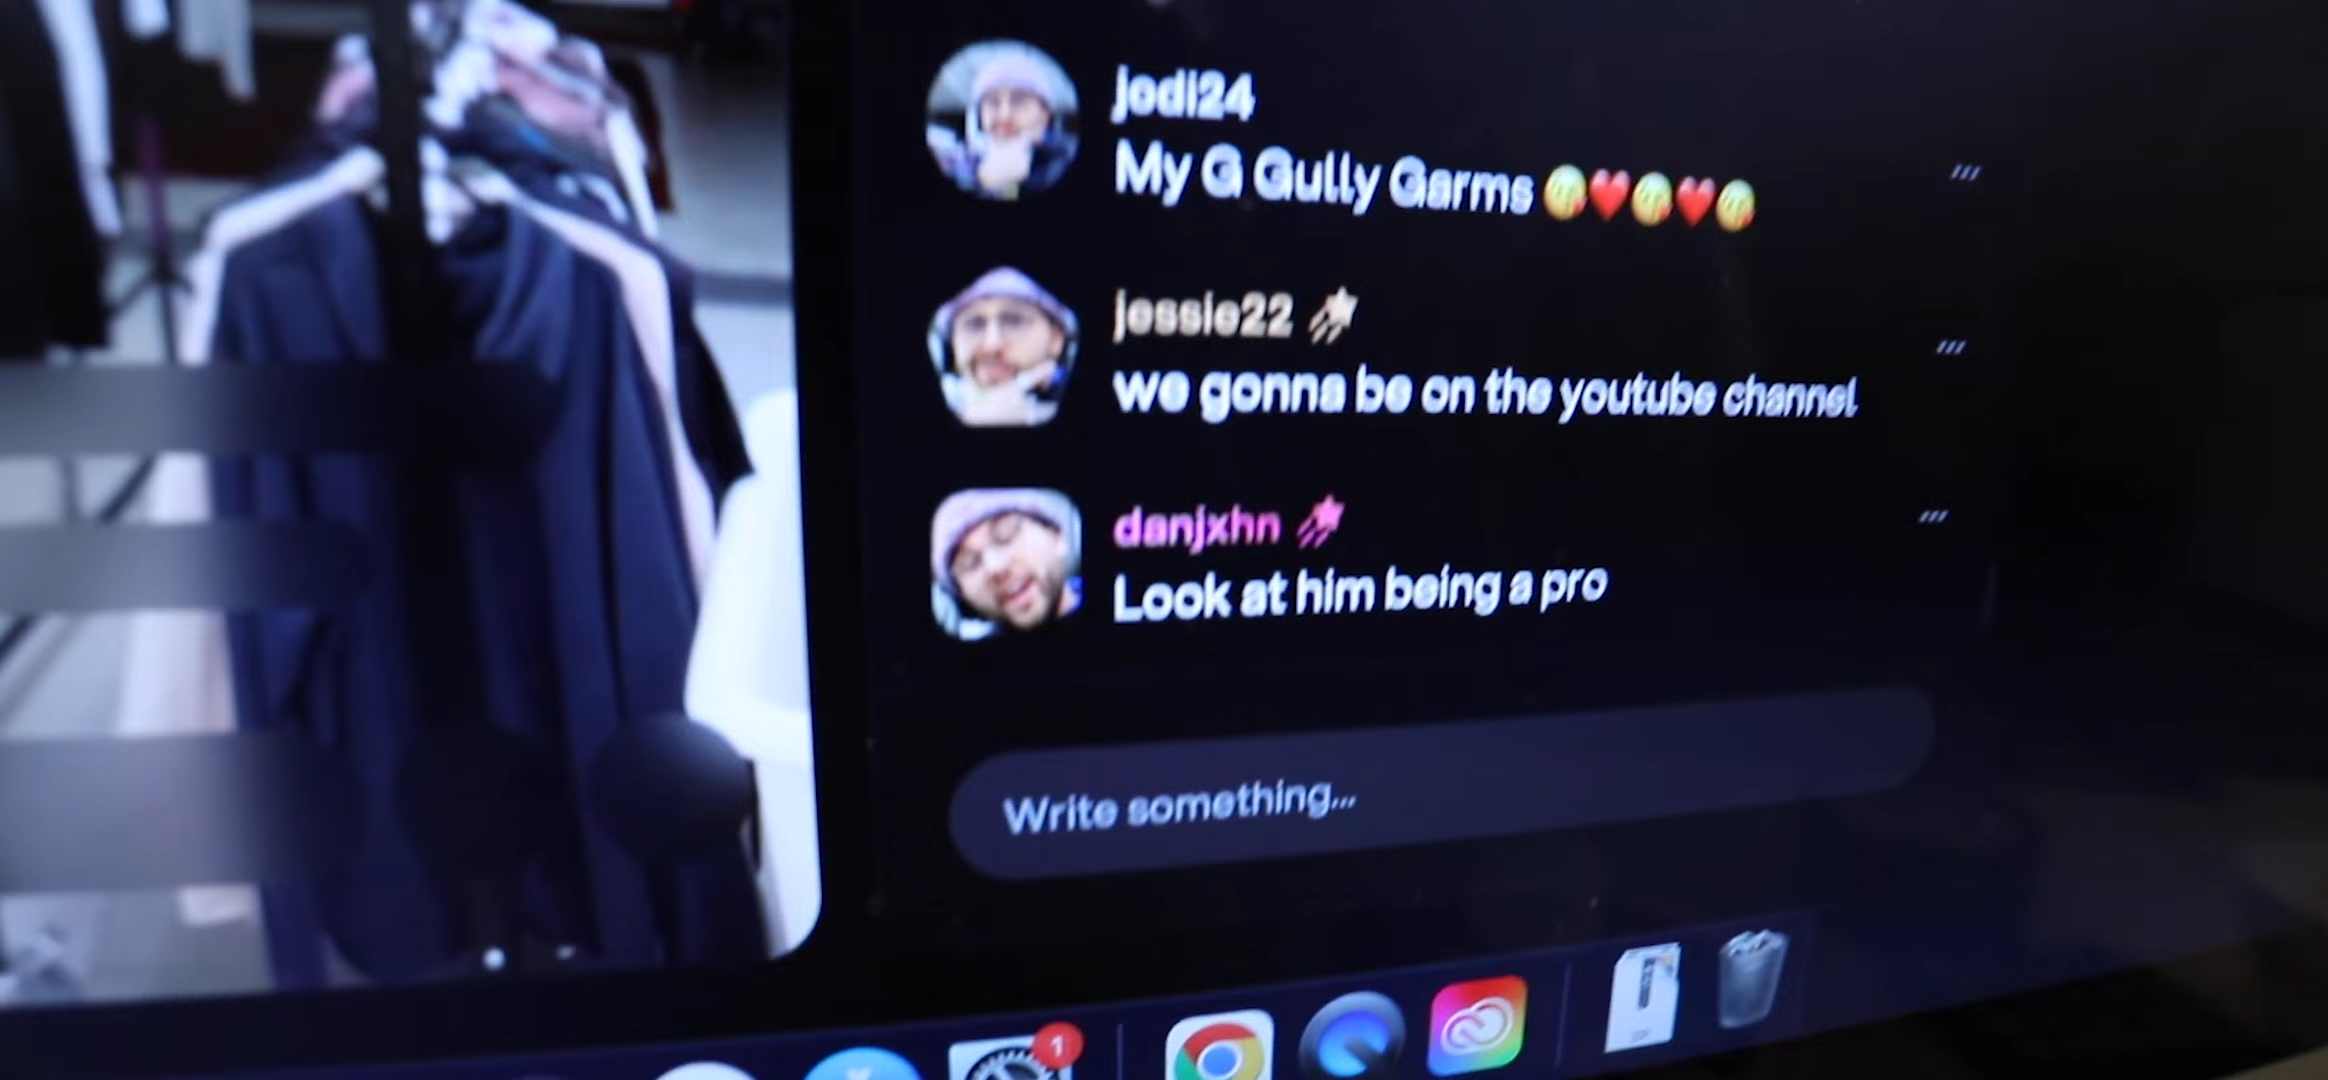 jodi24
My G Gully Garms 🥰❤️🥰❤️🥰
jessie22
we gonna be on the youtube channel
danjxhn
Look at him being a pro
Write something...
1